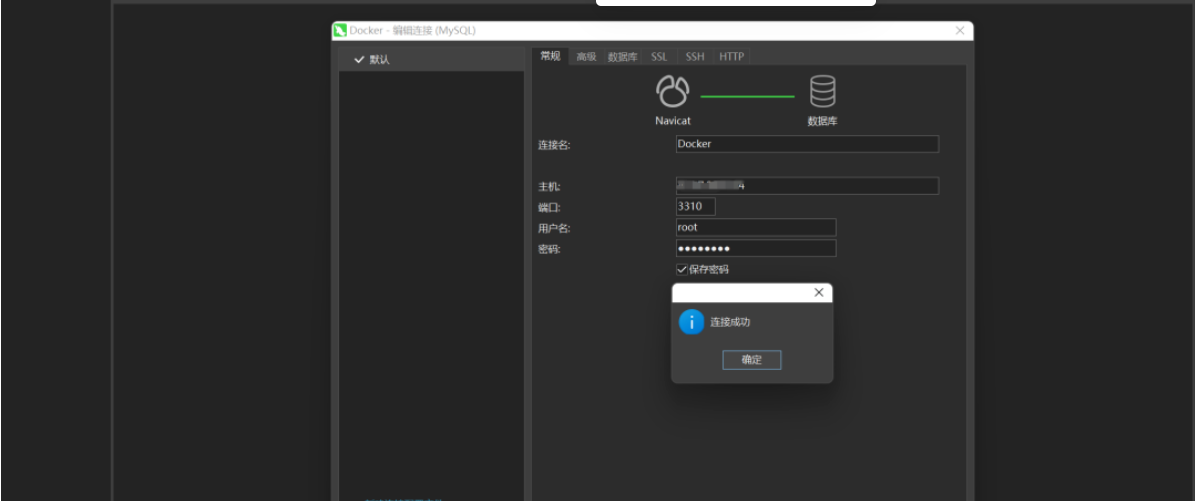 Docker - 编辑连接 (MySQL)
默认
常规 高级 数据库 SSL SSH HTTP
Navicat 数据库
连接名: Docker
主机:
端口: 3310
用户名: root
密码: ●●●●●●●●
保存密码
连接成功
确定